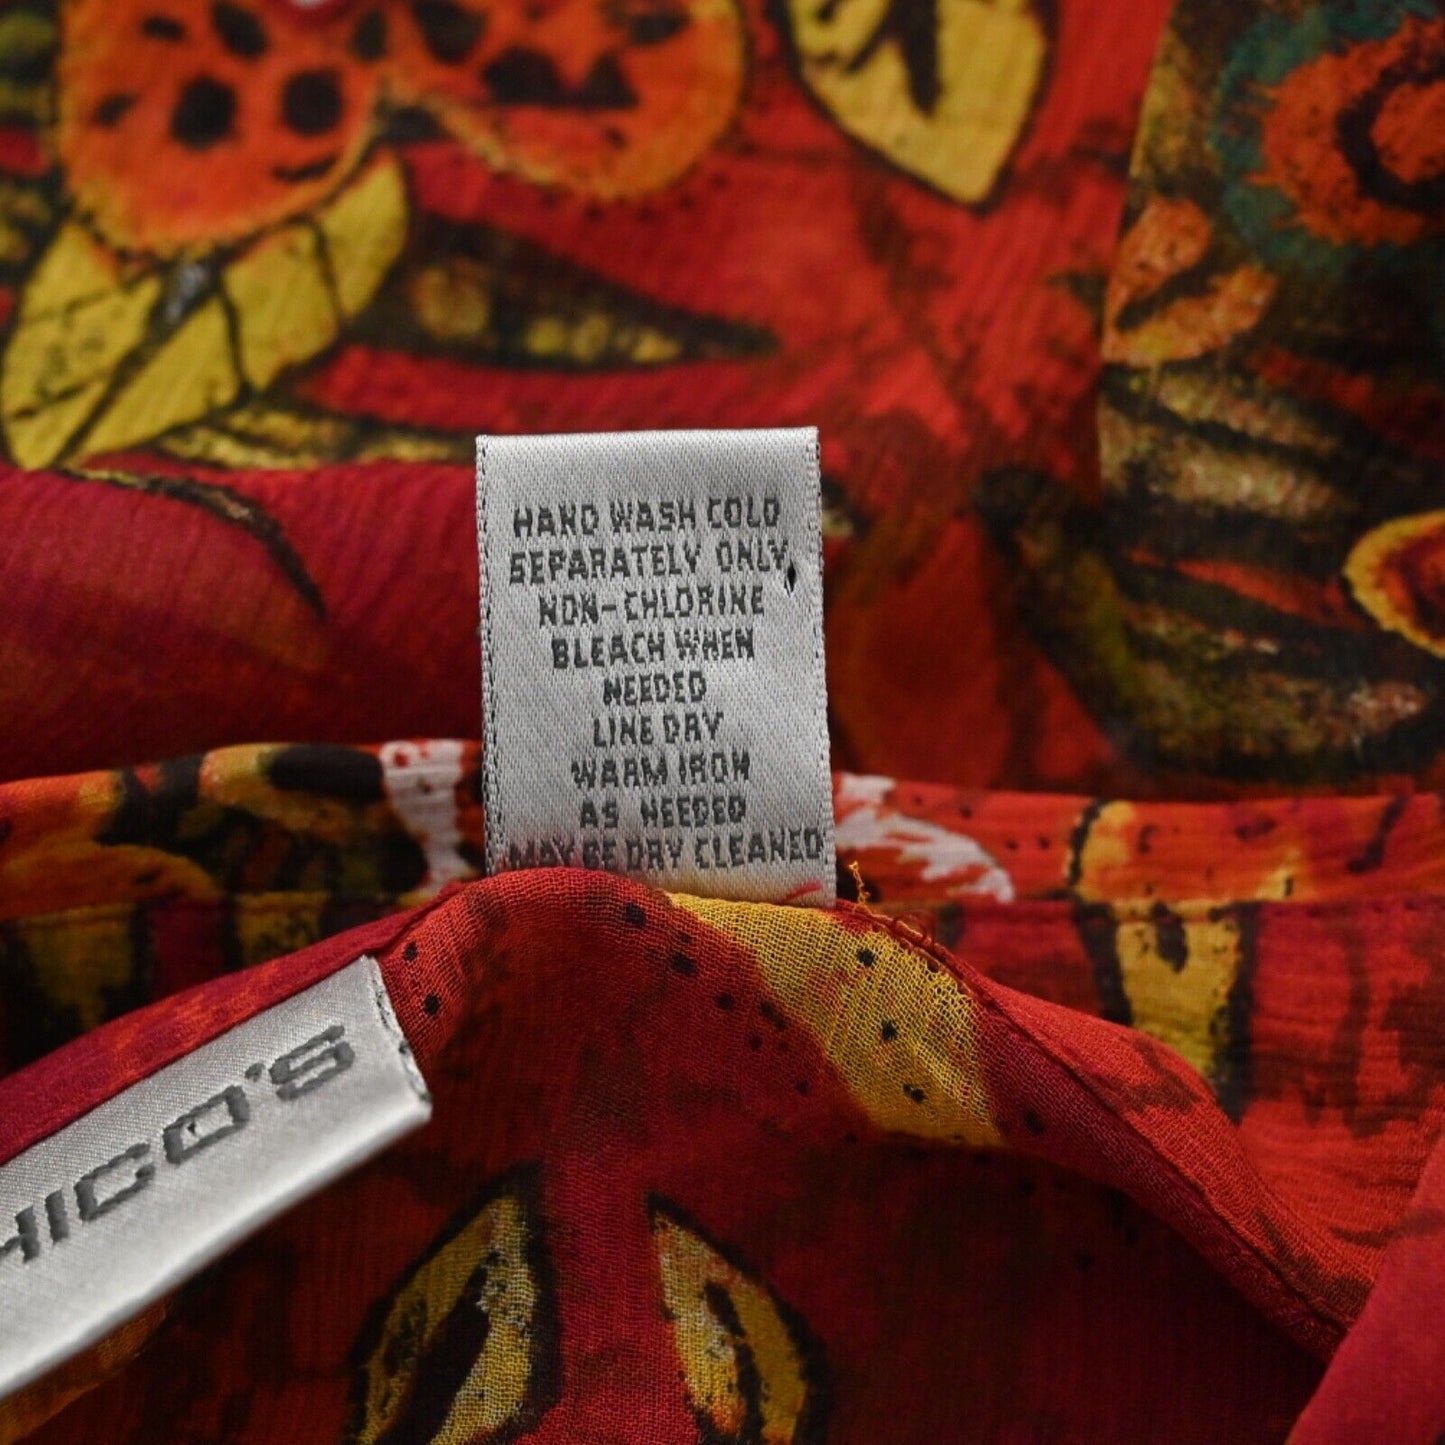 HAND WASH COLD
SEPARATELY ONLY
NON-CHLORINE
BLEACH WHEN
NEEDED
LINE DRY
WARM IRON
AS NEEDED
MAY BE DRY CLEANED
HICO'S